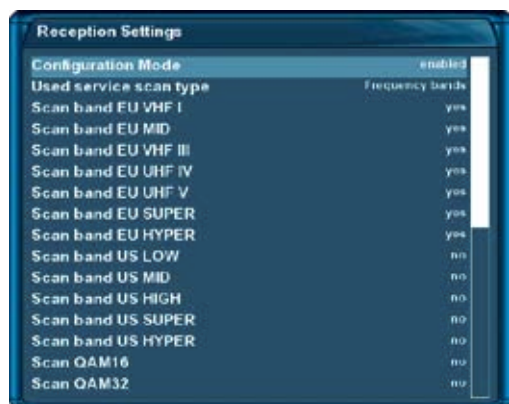 Reception Settings
Configuration Mode enabled
Used service scan type Frequency bands
Scan band EU VHF I yes
Scan band EU MID yes
Scan band EU VHF III yes
Scan band EU UHF IV yes
Scan band EU UHF V yes
Scan band EU SUPER yes
Scan band EU HYPER yes
Scan band US LOW no
Scan band US MID no
Scan band US HIGH no
Scan band US SUPER no
Scan band US HYPER no
Scan QAM16 no
Scan QAM32 no